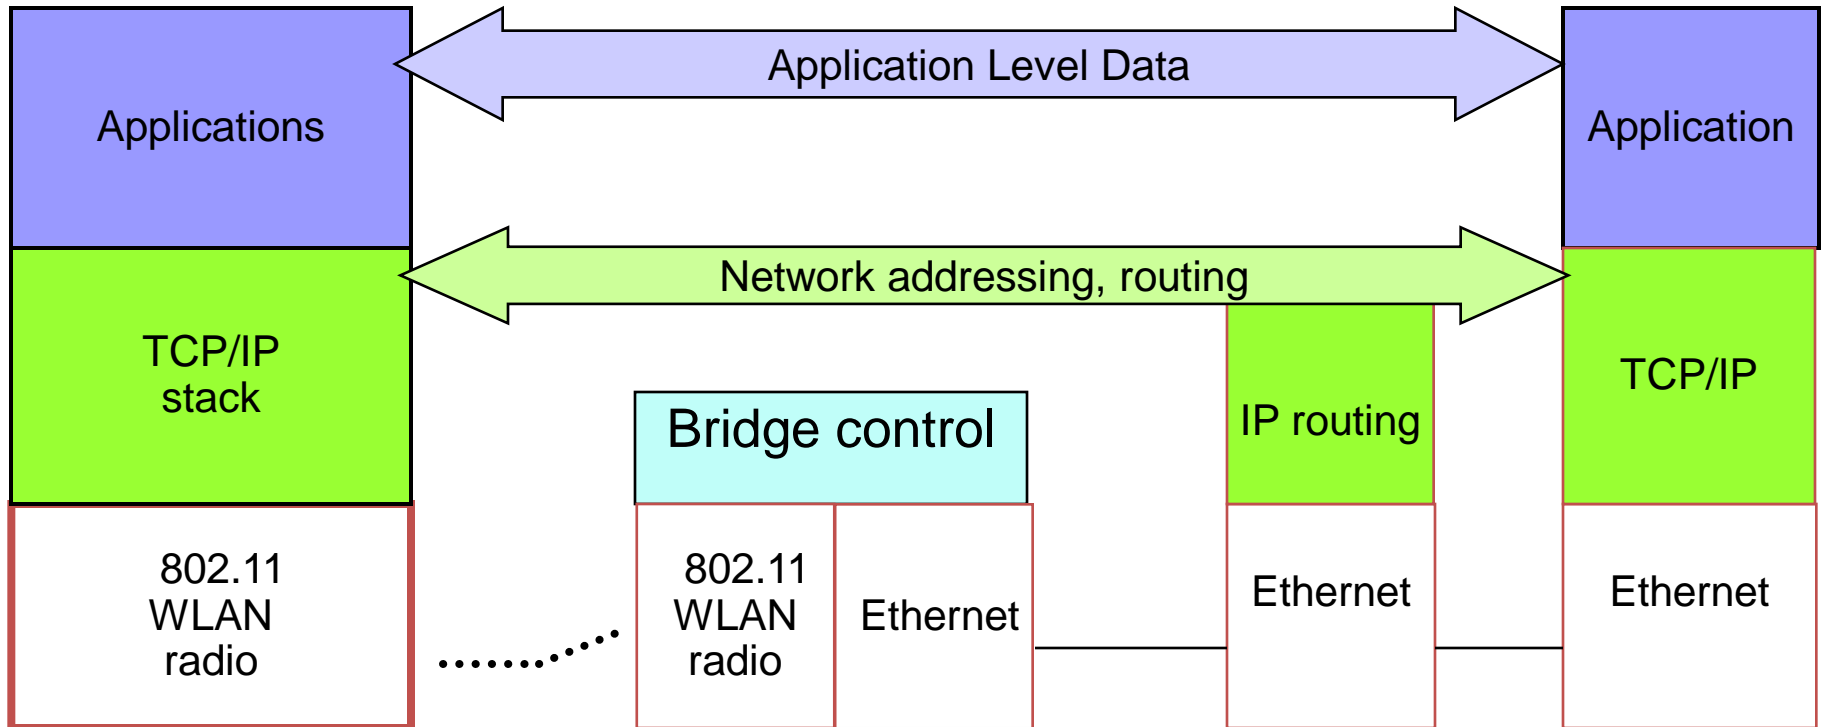 Application Level Data
Applications
Application
Network addressing, routing
TCP/IP
stack
TCP/IP
Bridge control
IP routing
802.11
WLAN
radio
802.11
WLAN
radio
Ethernet
Ethernet
Ethernet